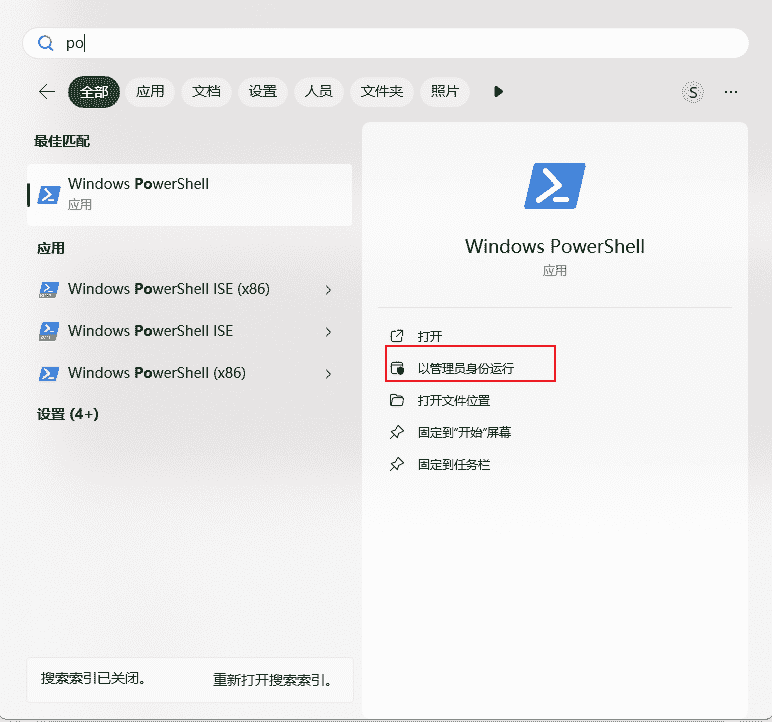 po
全部 应用 文档 设置 人员 文件夹 照片 S ...
最佳匹配
Windows PowerShell
应用
应用
Windows PowerShell ISE (x86)
Windows PowerShell ISE
Windows PowerShell (x86)
设置 (4+)
搜索索引已关闭。 重新打开搜索索引。
Windows PowerShell
应用
打开
以管理员身份运行
打开文件位置
固定到"开始"屏幕
固定到任务栏